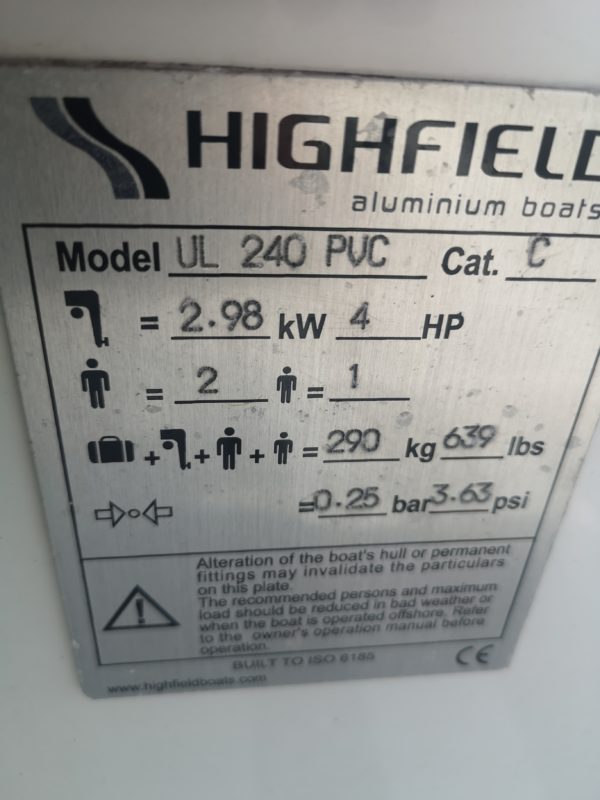 HIGHFIELD
aluminium boats
Model UL 240 PVC Cat. C
= 2.98 kW 4 HP
= 2 = 1
+ + + = 290 kg 639 lbs
=0.25 bar 3.63 psi
Alteration of the boat's hull or permanent
fittings may invalidate the particulars
on this plate.
The recommended persons and maximum
load should be reduced in bad weather or
when the boat is operated offshore. Refer
to the owner's operation manual before
operation.
BUILT TO ISO 6185
CE
www.highfieldboats.com